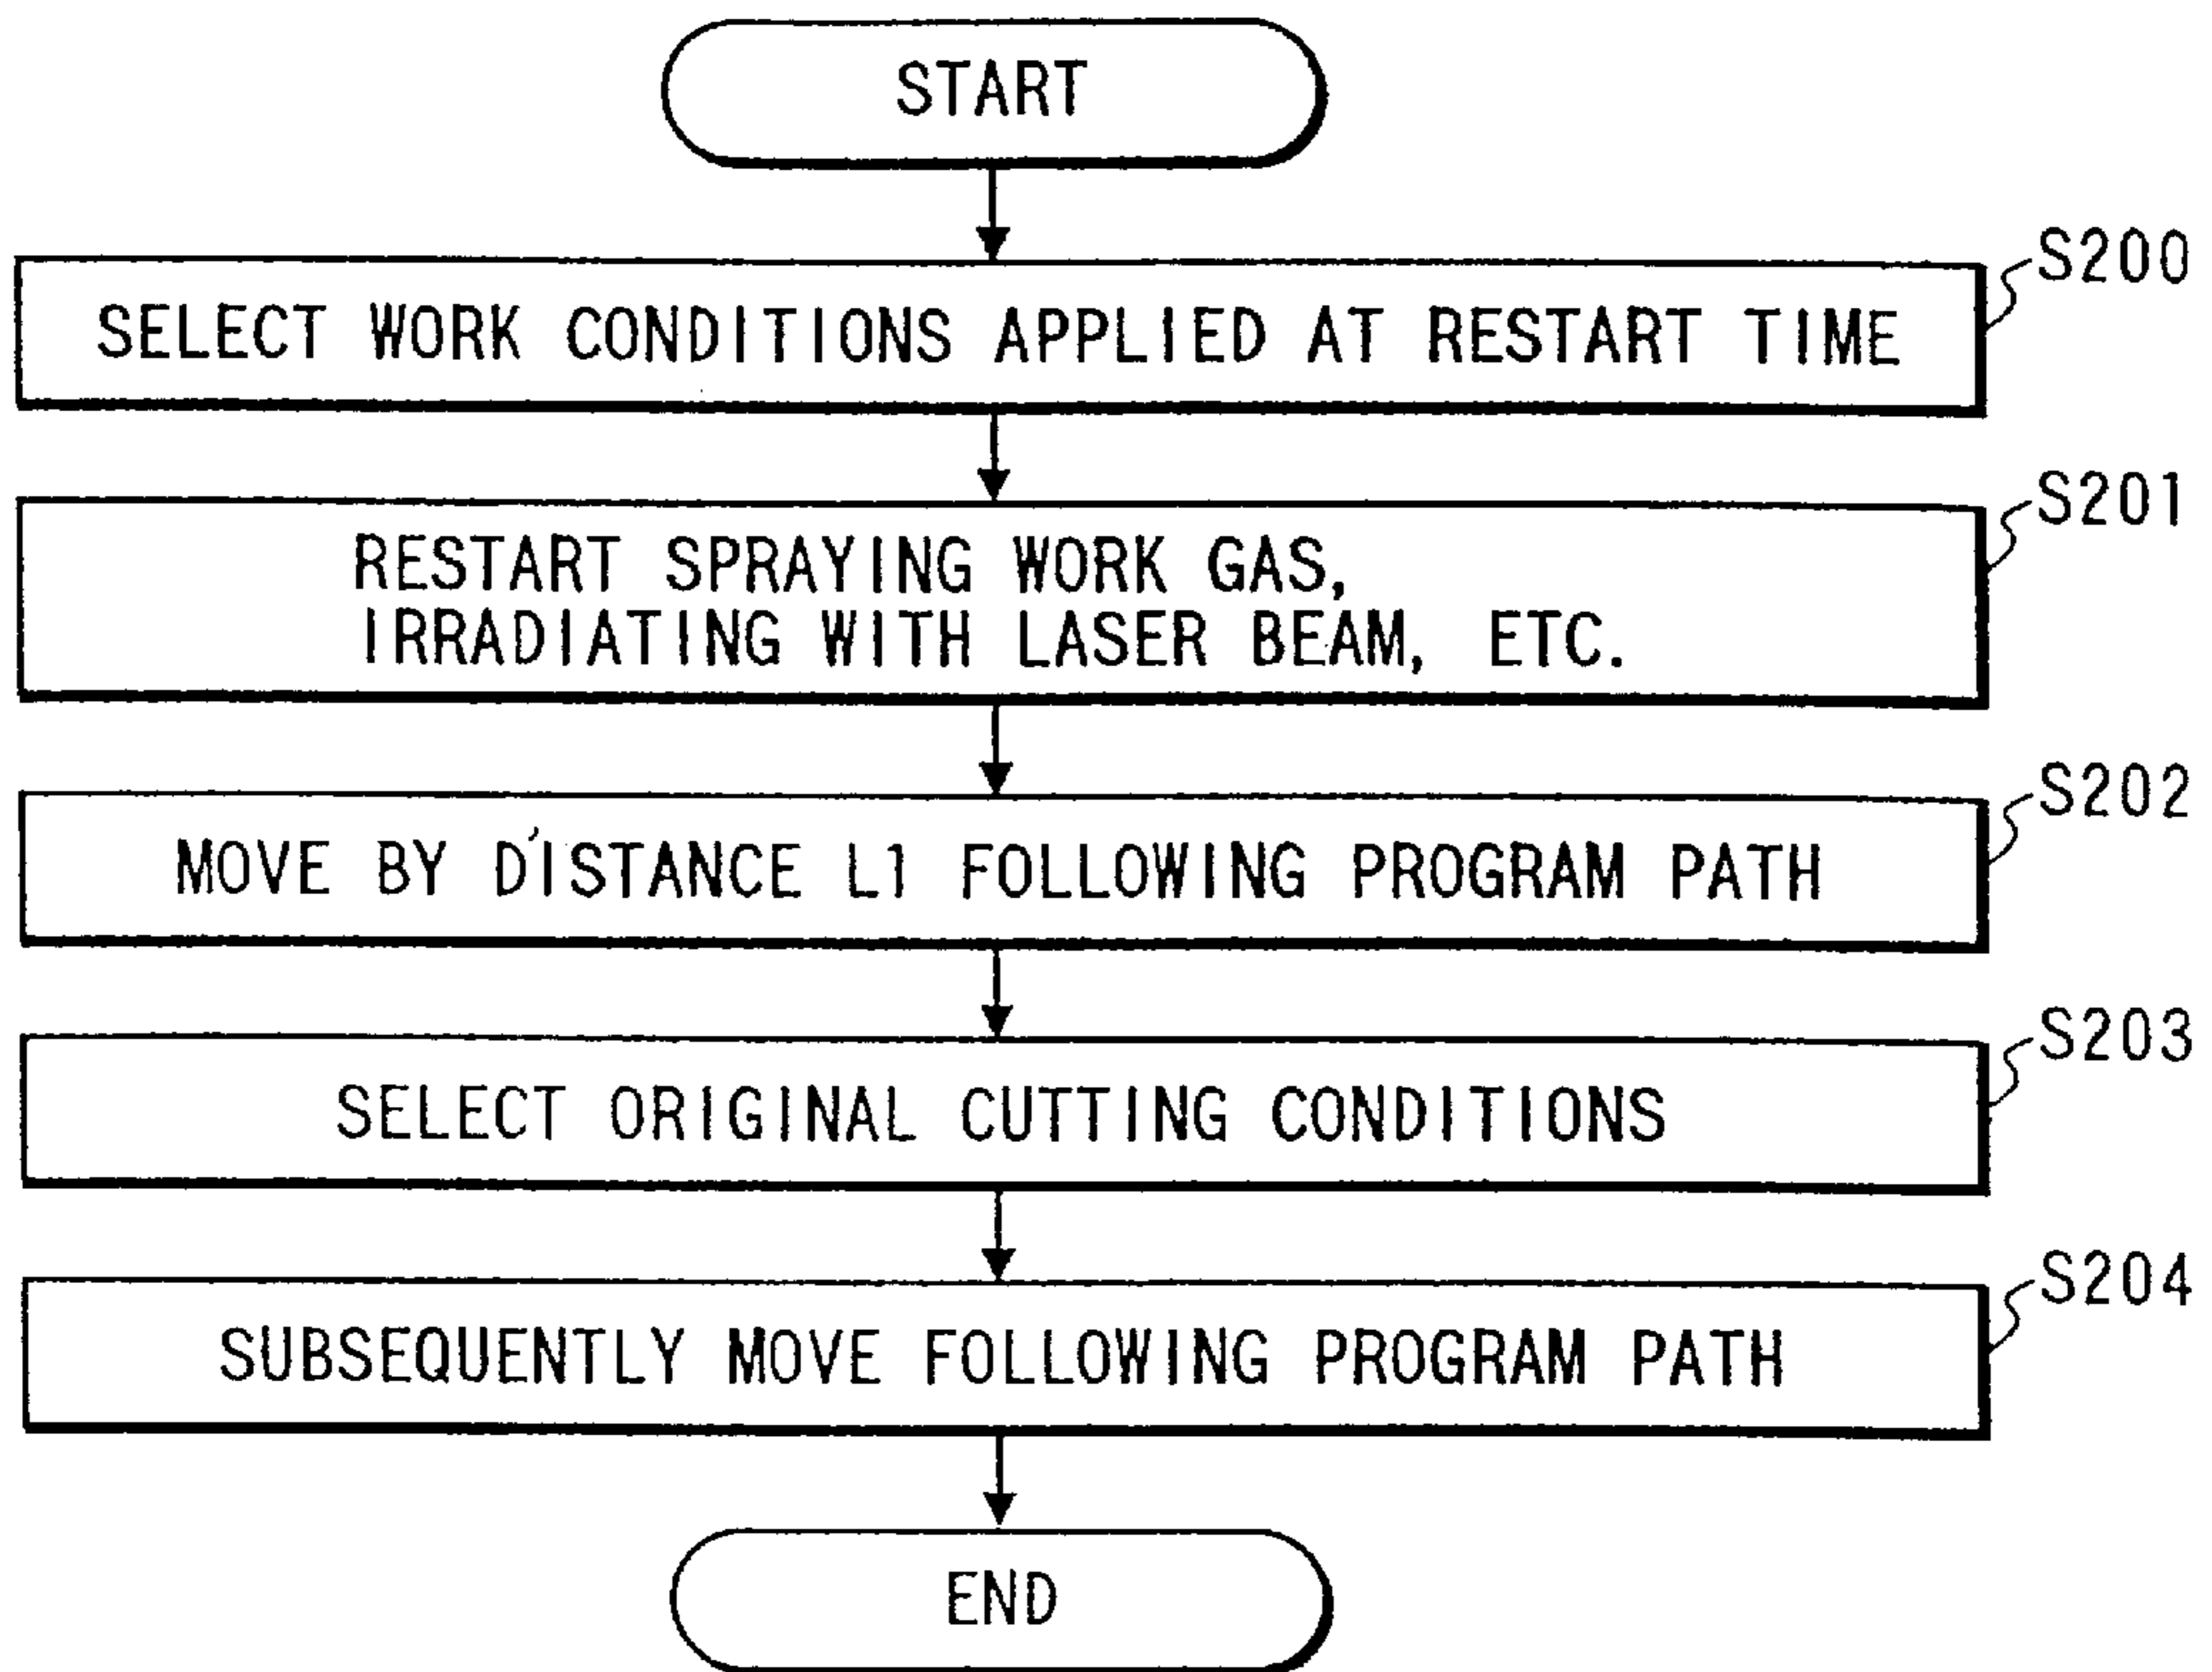 START
S200
SELECT WORK CONDITIONS APPLIED AT RESTART TIME
S201
RESTART SPRAYING WORK GAS,
IRRADIATING WITH LASER BEAM, ETC.
S202
MOVE BY DISTANCE L1 FOLLOWING PROGRAM PATH
S203
SELECT ORIGINAL CUTTING CONDITIONS
S204
SUBSEQUENTLY MOVE FOLLOWING PROGRAM PATH
END